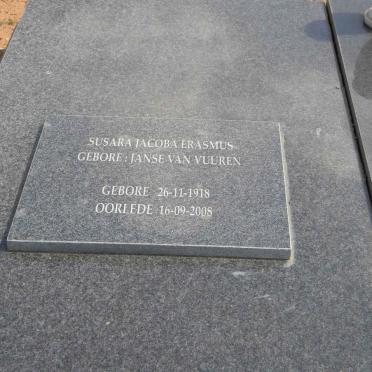 SUSARA JACOBA ERASMUS
GEBORE : JANSE VAN VUUREN
GEBORE 26-11-1918
OORLEDE 16-09-2008